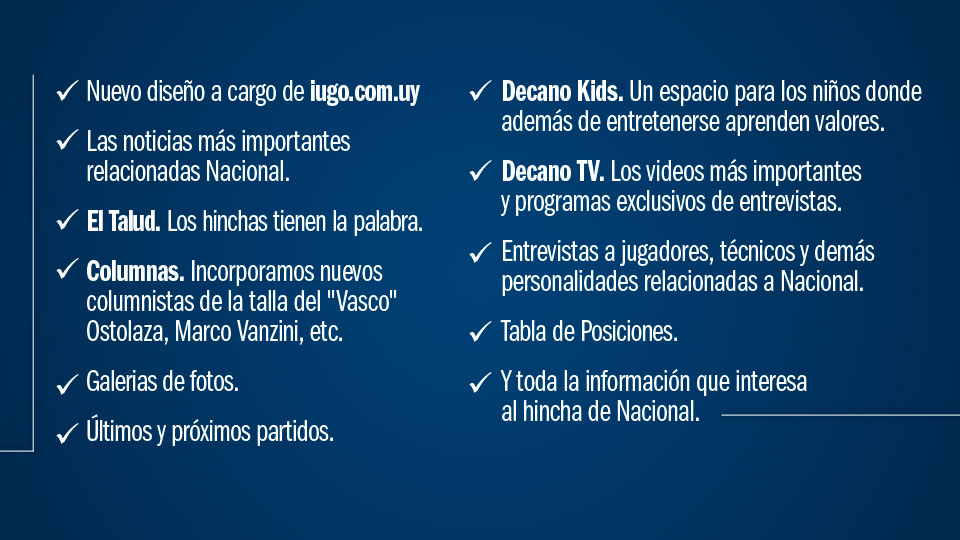 Nuevo diseño a cargo de iugo.com.uy
Las noticias más importantes
relacionadas Nacional.
El Talud. Los hinchas tienen la palabra.
Columnas. Incorporamos nuevos
columnistas de la talla del "Vasco"
Ostolaza, Marco Vanzini, etc.
Galerias de fotos.
Últimos y próximos partidos.
Decano Kids. Un espacio para los niños donde
además de entretenerse aprenden valores.
Decano TV. Los videos más importantes
y programas exclusivos de entrevistas.
Entrevistas a jugadores, técnicos y demás
personalidades relacionadas a Nacional.
Tabla de Posiciones.
Y toda la información que interesa
al hincha de Nacional.